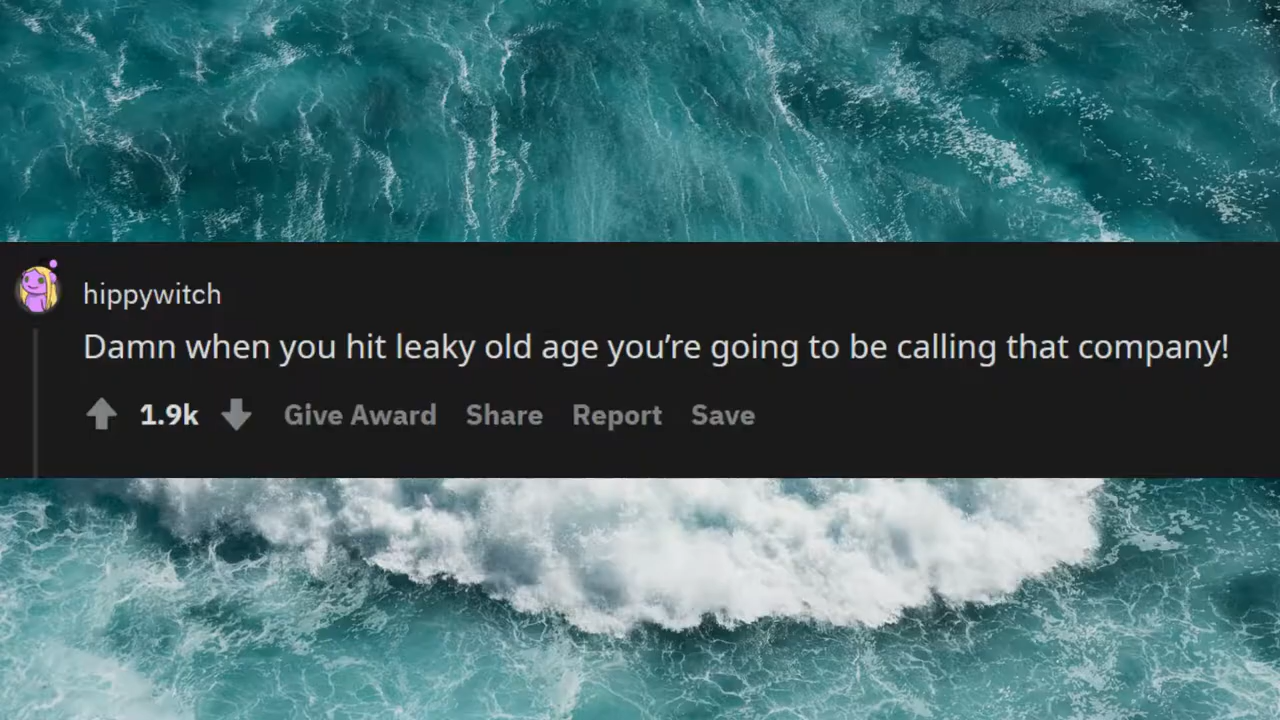 hippywitch
Damn when you hit leaky old age you’re going to be calling that company!
1.9k Give Award Share Report Save